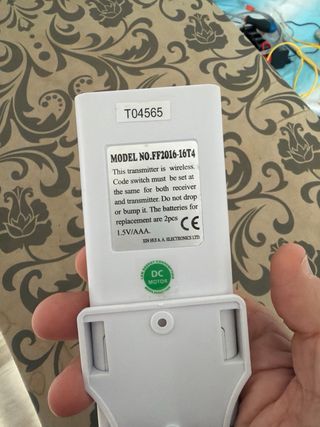 T04565
MODEL NO.FF2016-16T4
This transmitter is wireless.
Code switch must be set at
the same for both receiver
and transmitter. Do not drop
or bump it. The batteries for
replacement are 2pcs
1.5V/AAA.
CE
ELECTRONICS LTD.
DC
MOTOR